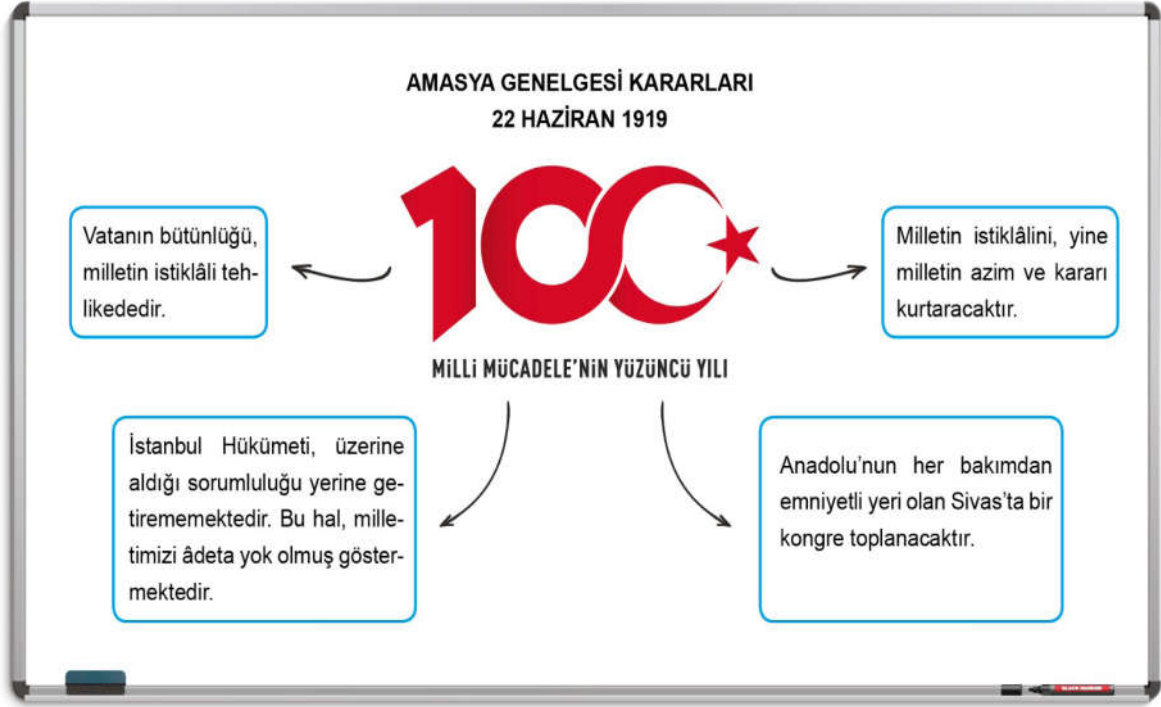 AMASYA GENELGESİ KARARLARI
22 HAZİRAN 1919
100
MİLLİ MÜCADELE'NİN YÜZÜNCÜ YILI
Vatanın bütünlüğü,
milletin istiklâli teh-
likededir.
Milletin istiklâlini, yine
milletin azim ve kararı
kurtaracaktır.
İstanbul Hükümeti, üzerine
aldığı sorumluluğu yerine ge-
tirememektedir. Bu hal, mille-
timizi âdeta yok olmuş göster-
mektedir.
Anadolu'nun her bakımdan
emniyetli yeri olan Sivas'ta bir
kongre toplanacaktır.